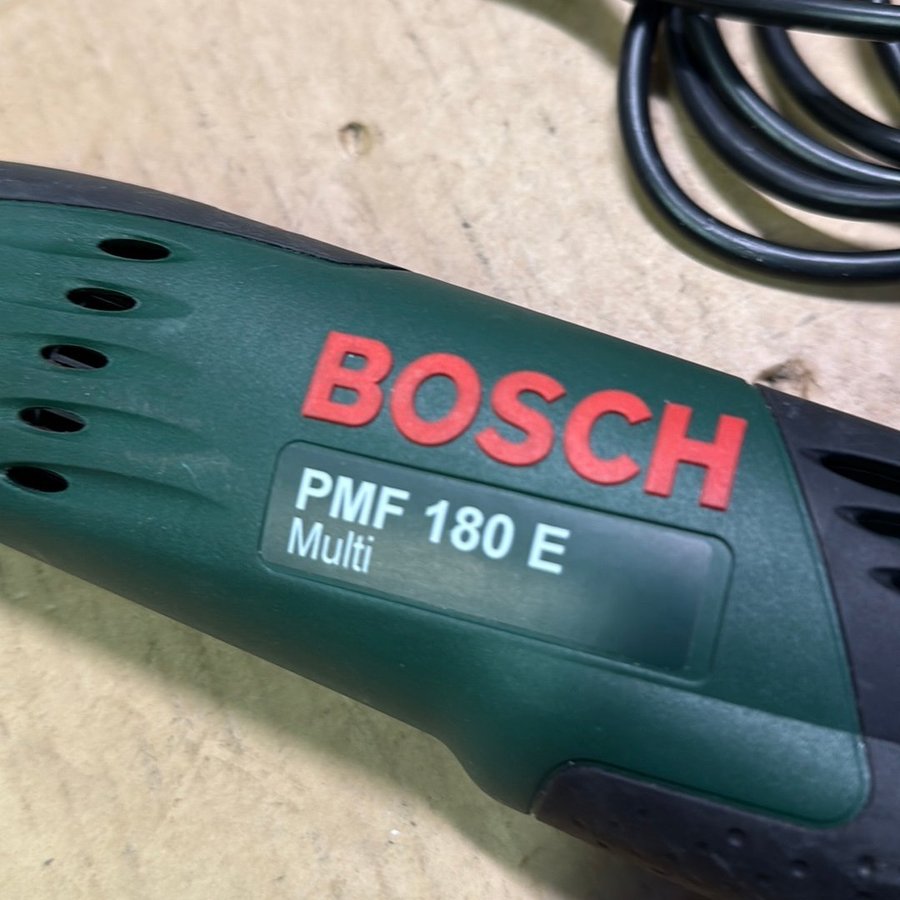 BOSCH
PMF 180 E
Multi